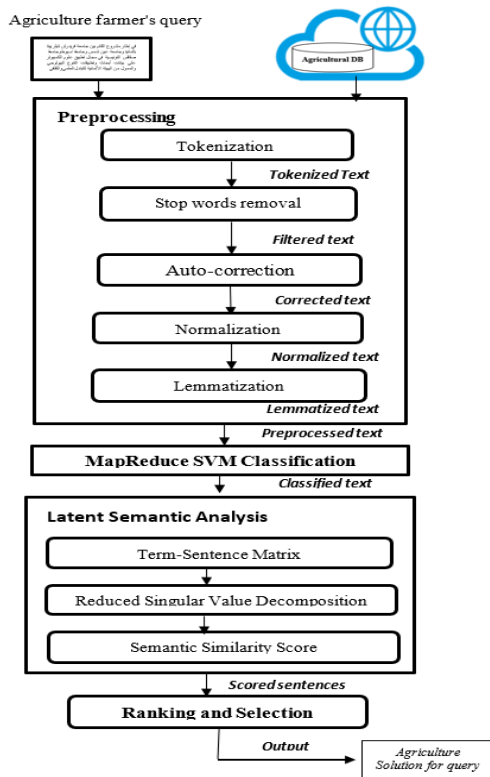 Agriculture farmer's query
Agricultural DB
Preprocessing
Tokenization
Tokenized Text
Stop words removal
Filtered text
Auto-correction
Corrected text
Normalization
Normalized text
Lemmatization
Lemmatized text
Preprocessed text
MapReduce SVM Classification
Classified text
Latent Semantic Analysis
Term-Sentence Matrix
Reduced Singular Value Decomposition
Semantic Similarity Score
Scored sentences
Ranking and Selection
Output
Agriculture
Solution for query